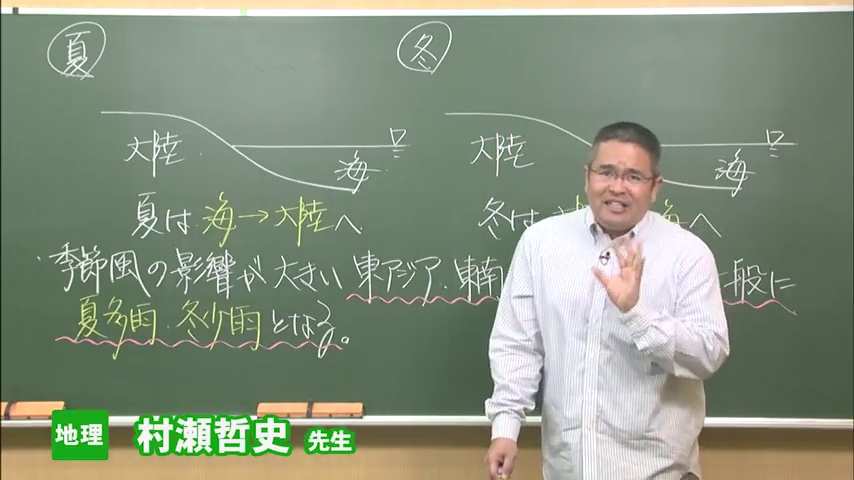 夏
冬
大陸
海
大陸
海
夏は 海→大陸へ
冬は 海へ
季節風の影響が大きい 東アジア・東南 一般に
夏多雨・冬少雨となる。
地理 村瀬哲史 先生